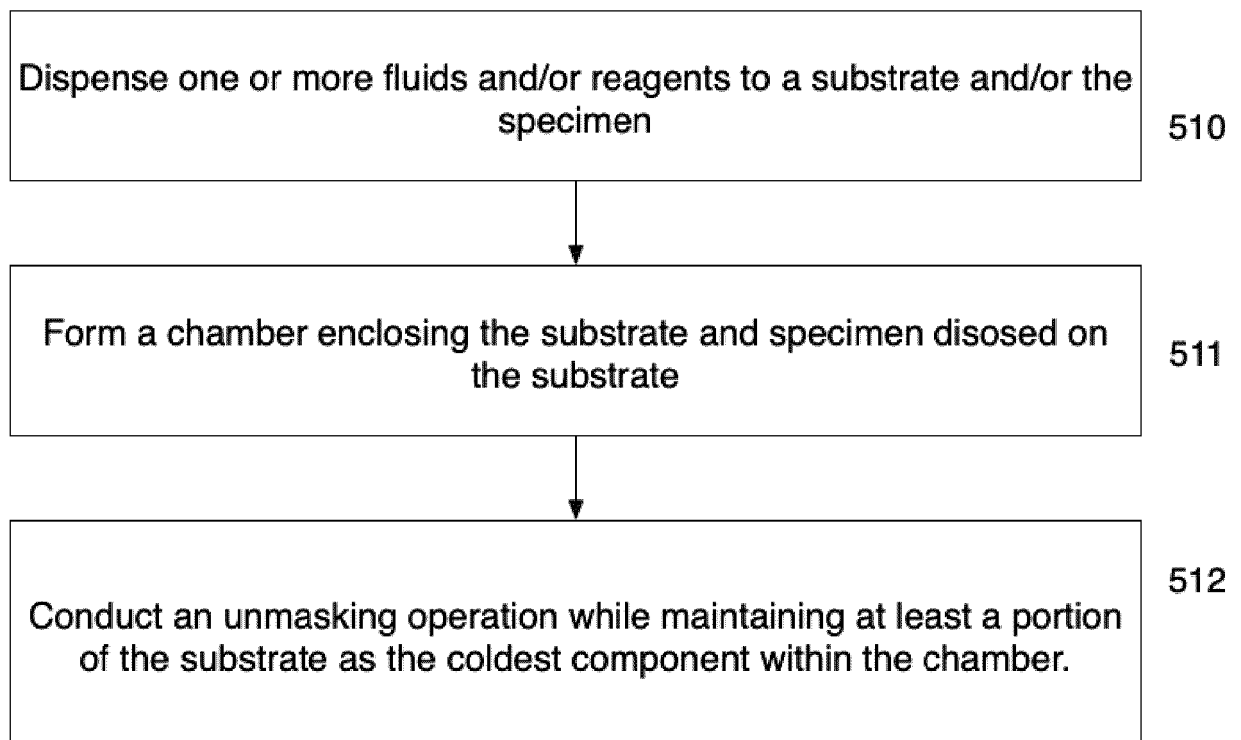 Dispense one or more fluids and/or reagents to a substrate and/or the
specimen
510
Form a chamber enclosing the substrate and specimen disosed on
the substrate
511
Conduct an unmasking operation while maintaining at least a portion
of the substrate as the coldest component within the chamber.
512